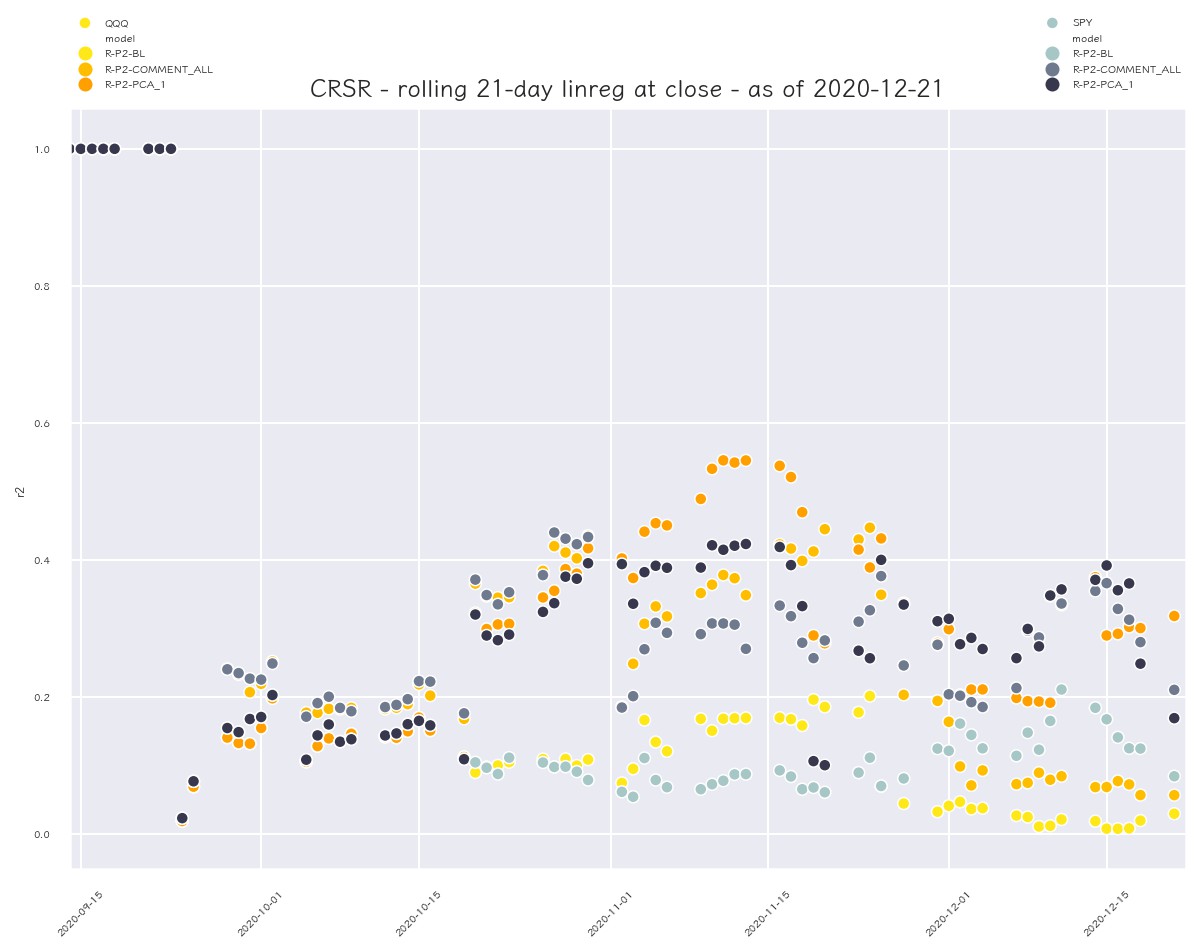 QQQ
model
R-P2-BL
R-P2-COMMENT_ALL
R-P2-PCA_1
SPY
model
R-P2-BL
R-P2-COMMENT_ALL
R-P2-PCA_1
CRSR - rolling 21-day linreg at close - as of 2020-12-21
1.0
0.8
0.6
0.4
0.2
0.0
r2
2020-09-15
2020-10-01
2020-10-15
2020-11-01
2020-11-15
2020-12-01
2020-12-15